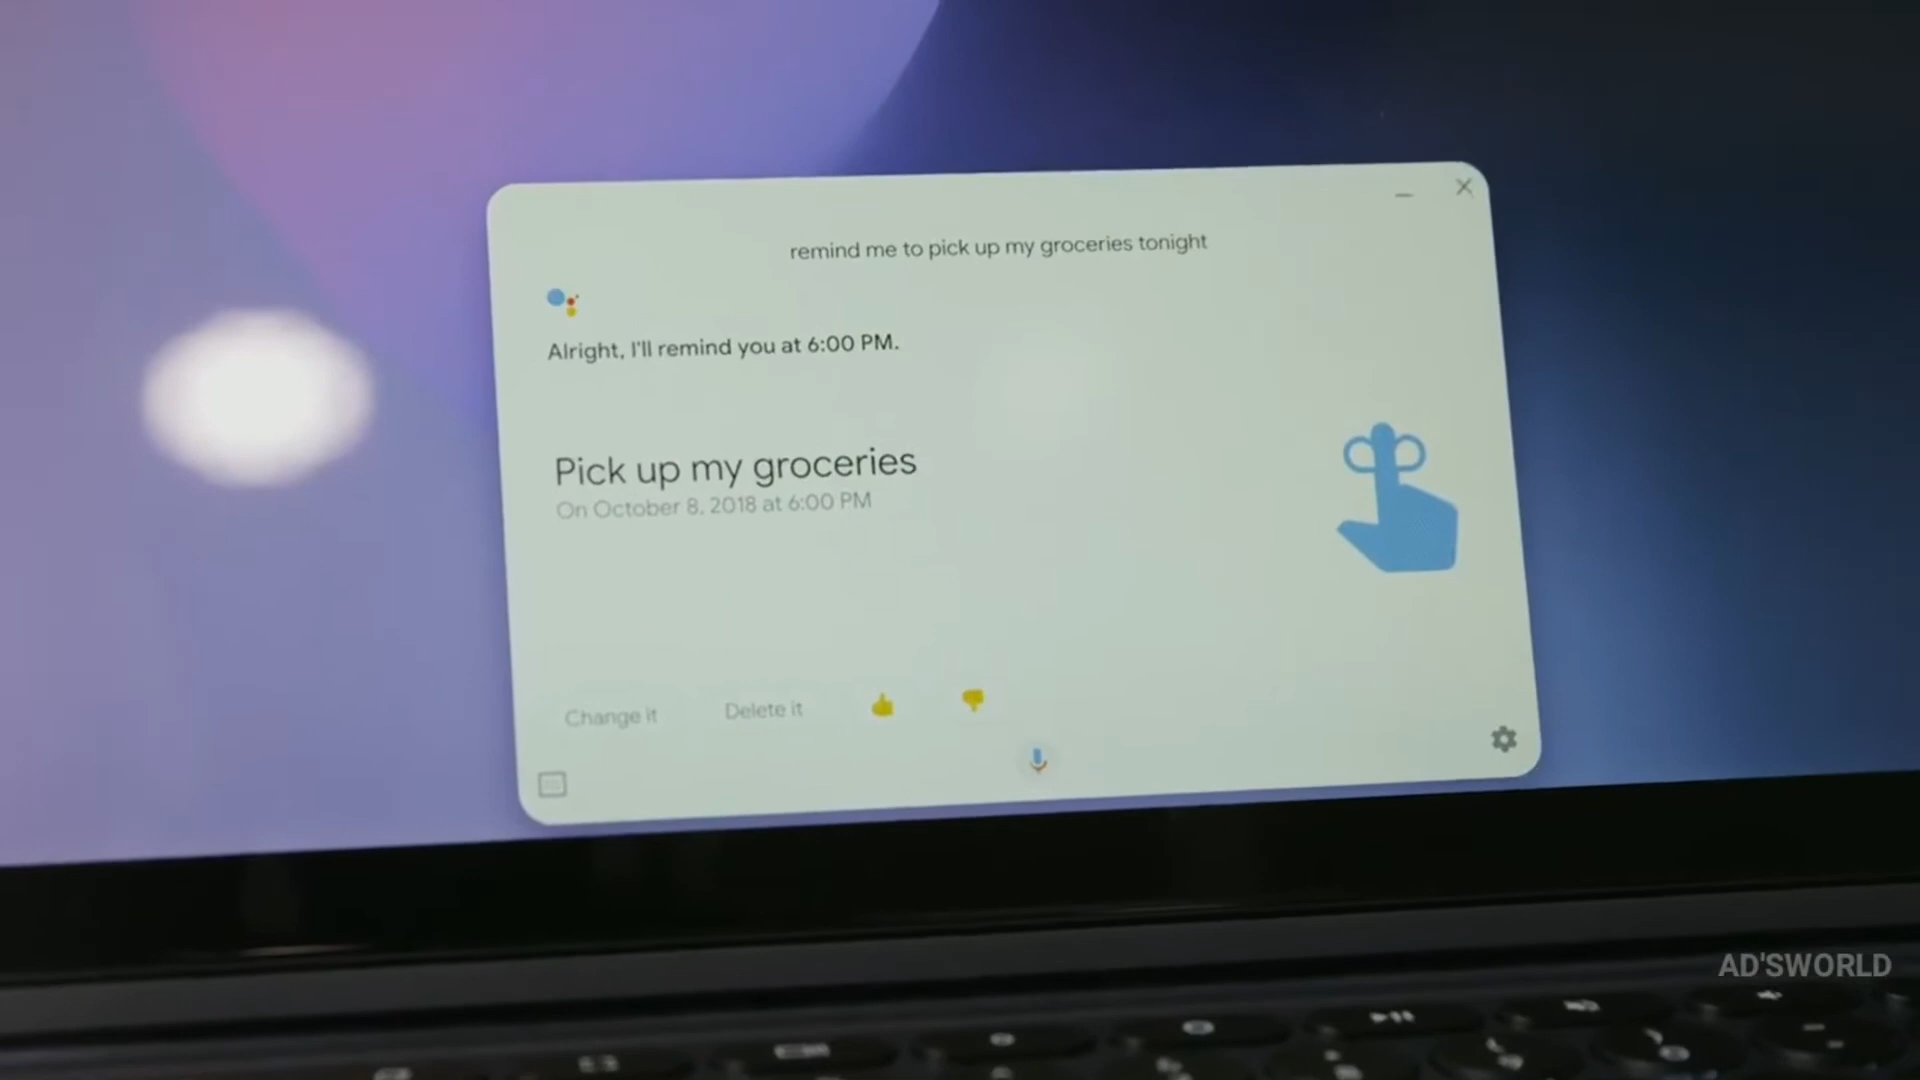 remind me to pick up my groceries tonight
Alright, I'll remind you at 6:00 PM.
Pick up my groceries
On October 8, 2018 at 6:00 PM
Change it
Delete it
AD'SWORLD